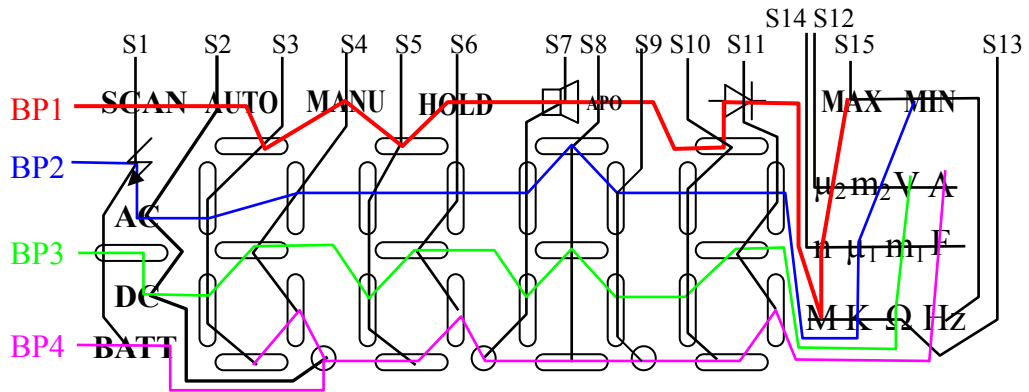 S14 S12
S1 S2 S3 S4 S5 S6 S7 S8 S9 S10 S11 S15 S13
BP1 SCAN AUTO MANU HOLD APO MAX MIN
BP2
μ2 m2 V A
AC
BP3 n μ1 m1 F
DC
M K Ω Hz
BP4 BATT